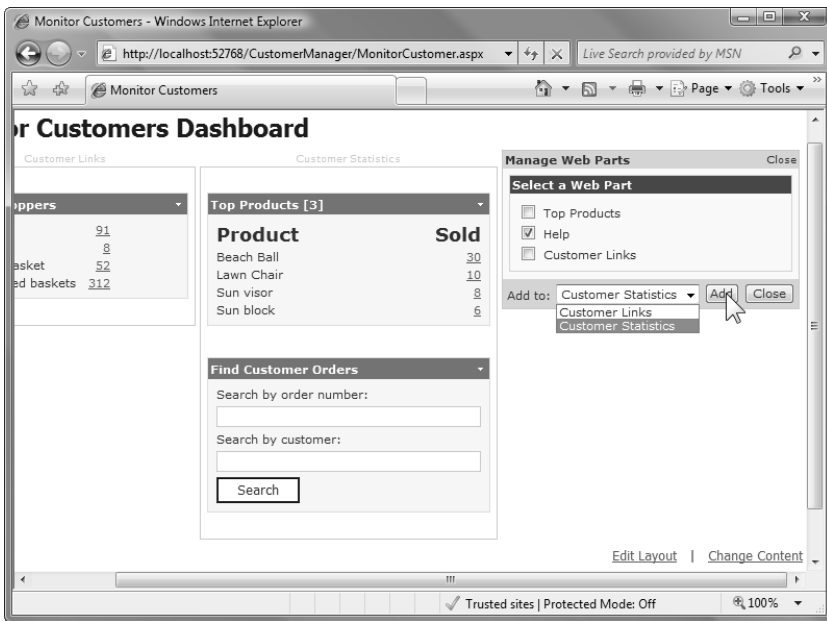 Monitor Customers - Windows Internet Explorer
http://localhost:52768/CustomerManager/MonitorCustomer.aspx
Live Search provided by MSN
Monitor Customers
Page
Tools
or Customers Dashboard
Customer Links
Customer Statistics
oppers
91
8
asket 52
ed baskets 312
Top Products [3]
Product Sold
Beach Ball 30
Lawn Chair 10
Sun visor 8
Sun block 6
Find Customer Orders
Search by order number:
Search by customer:
Search
Manage Web Parts Close
Select a Web Part
Top Products
Help
Customer Links
Add to: Customer Statistics Add Close
Customer Links
Customer Statistics
Edit Layout | Change Content
Trusted sites | Protected Mode: Off
100%